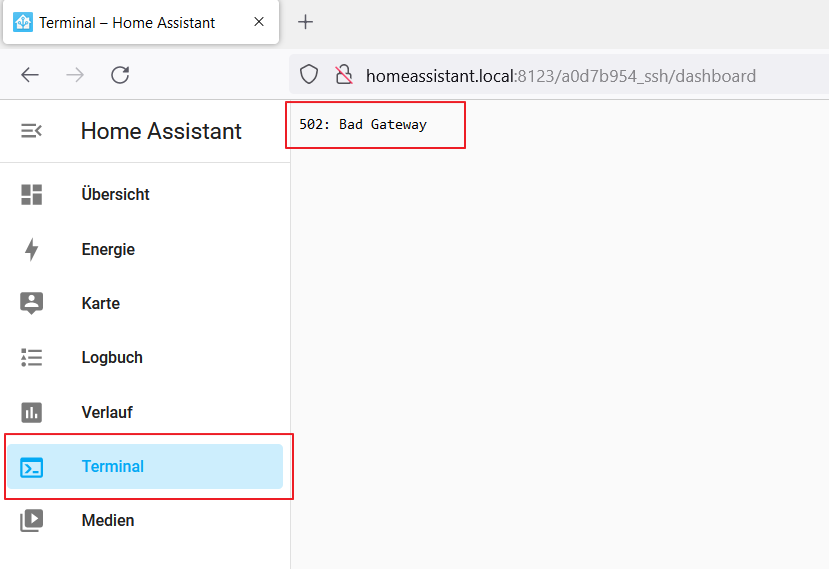 Terminal – Home Assistant
homeassistant.local:8123/a0d7b954_ssh/dashboard
Home Assistant
502: Bad Gateway
Übersicht
Energie
Karte
Logbuch
Verlauf
Terminal
Medien